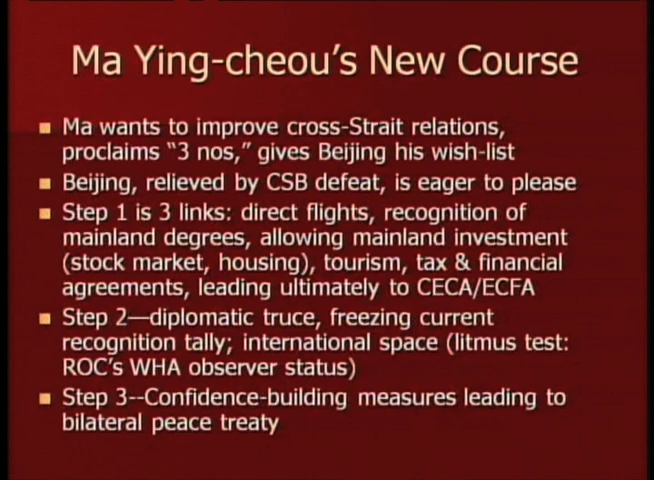 Ma Ying-cheou's New Course
Ma wants to improve cross-Strait relations,
proclaims "3 nos," gives Beijing his wish-list
Beijing, relieved by CSB defeat, is eager to please
Step 1 is 3 links: direct flights, recognition of
mainland degrees, allowing mainland investment
(stock market, housing), tourism, tax & financial
agreements, leading ultimately to CECA/ECFA
Step 2—diplomatic truce, freezing current
recognition tally; international space (litmus test:
ROC's WHA observer status)
Step 3--Confidence-building measures leading to
bilateral peace treaty